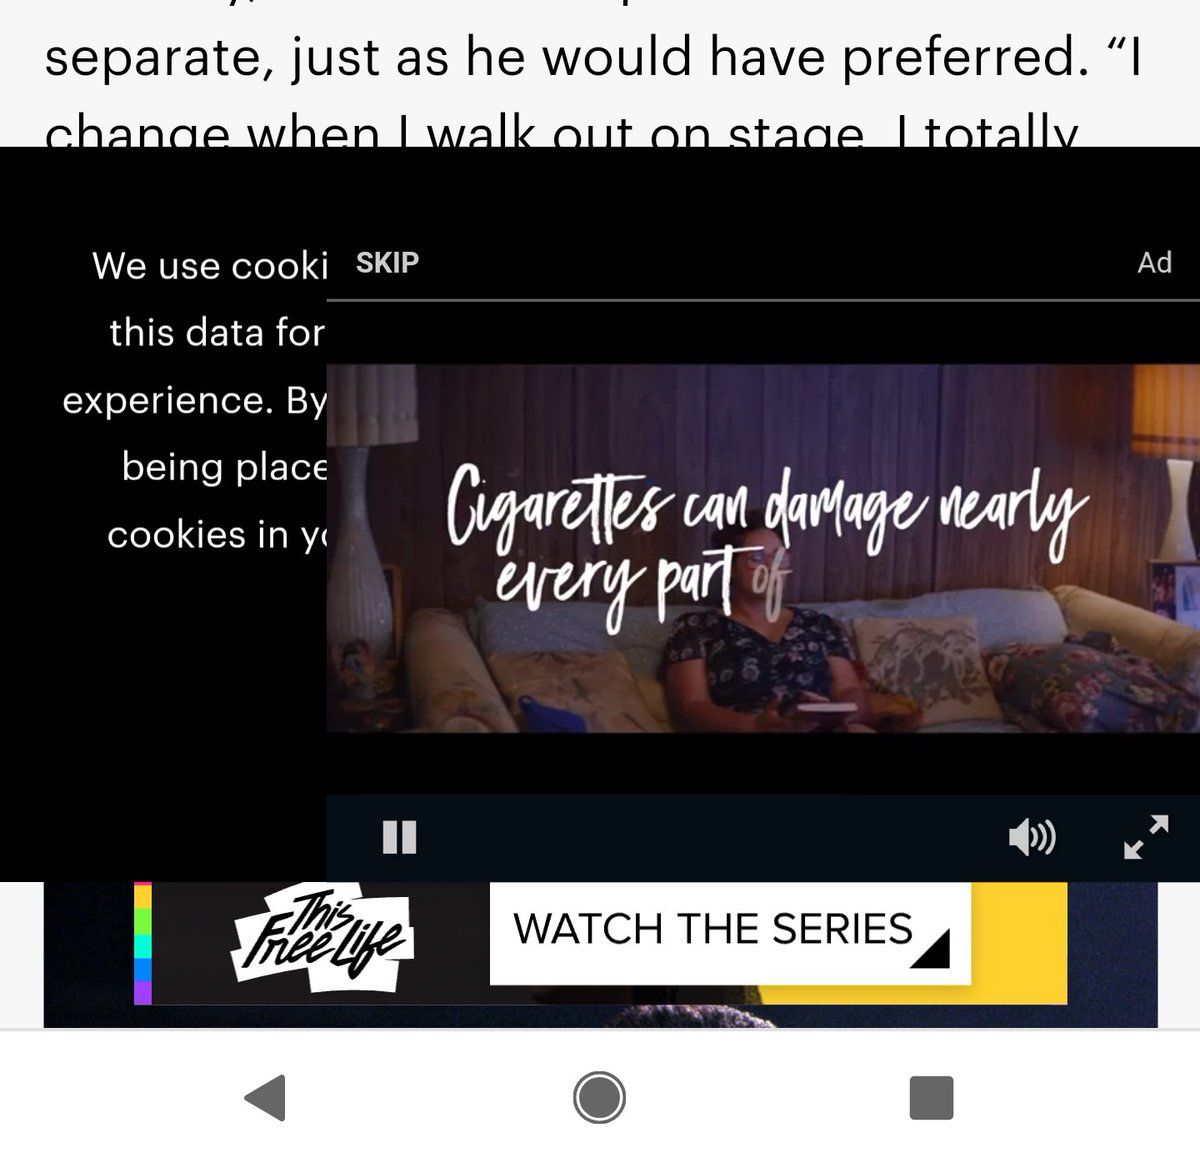 separate, just as he would have preferred. “I
change when I walk out on stage. I totally
We use cooki
this data for
experience. By
being place
cookies in yo
SKIP
Ad
Cigarettes can damage nearly
every part of
This
Free Life
WATCH THE SERIES